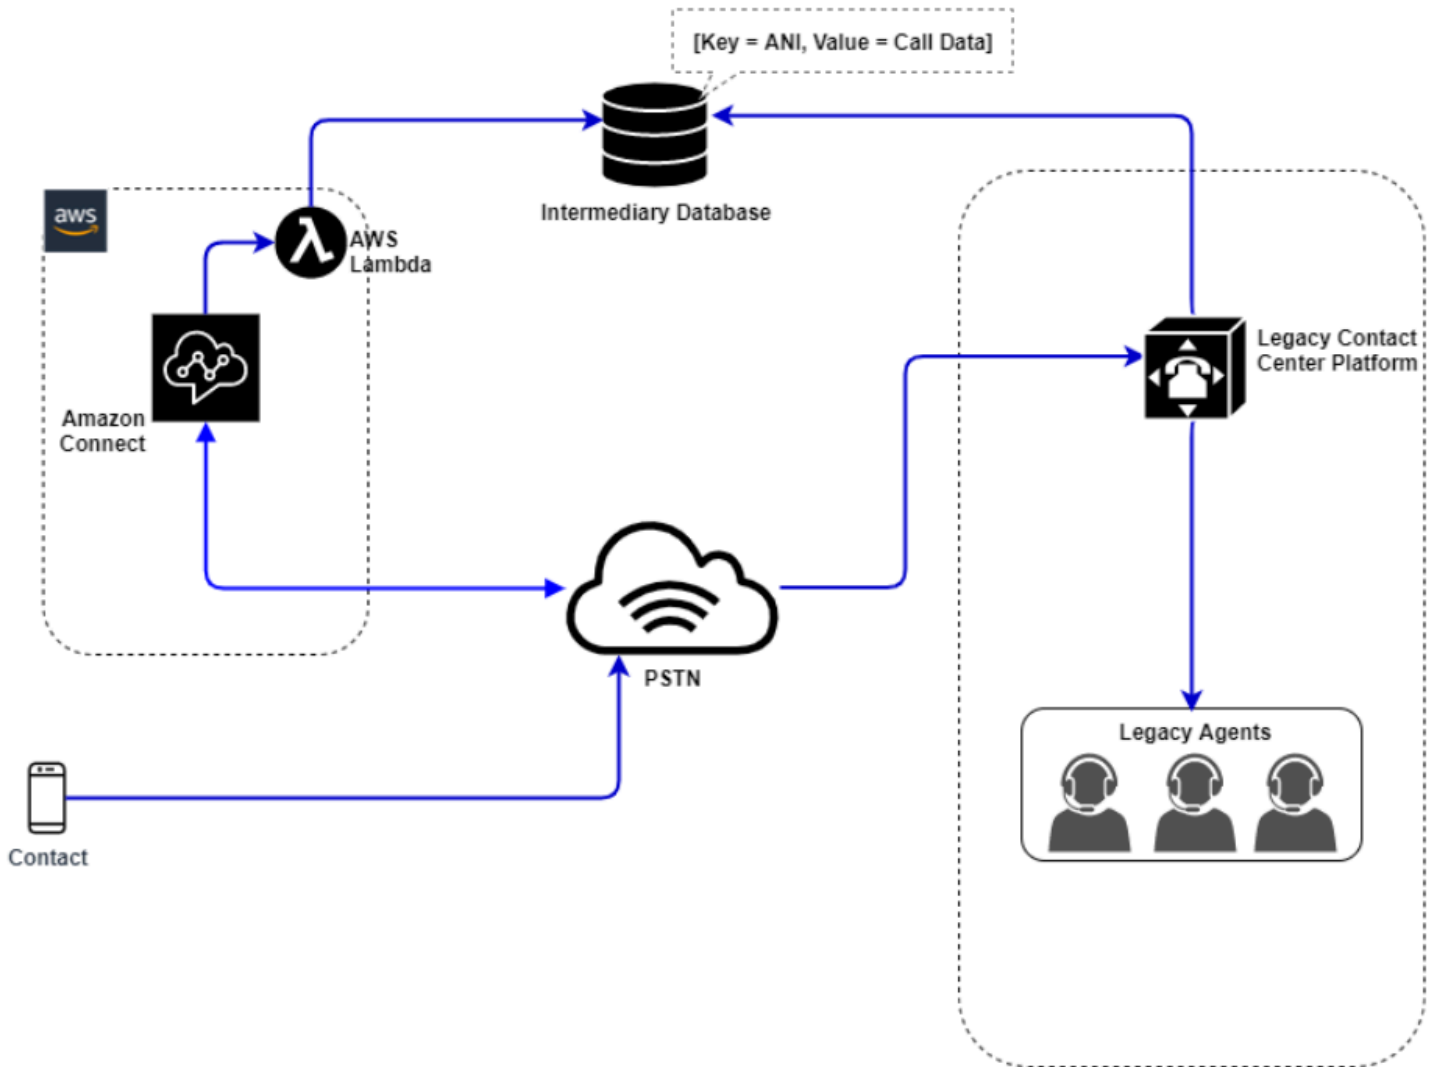 [Key = ANI, Value = Call Data]
Intermediary Database
aws
AWS
Lambda
Legacy Contact
Center Platform
Amazon
Connect
PSTN
Legacy Agents
Contact